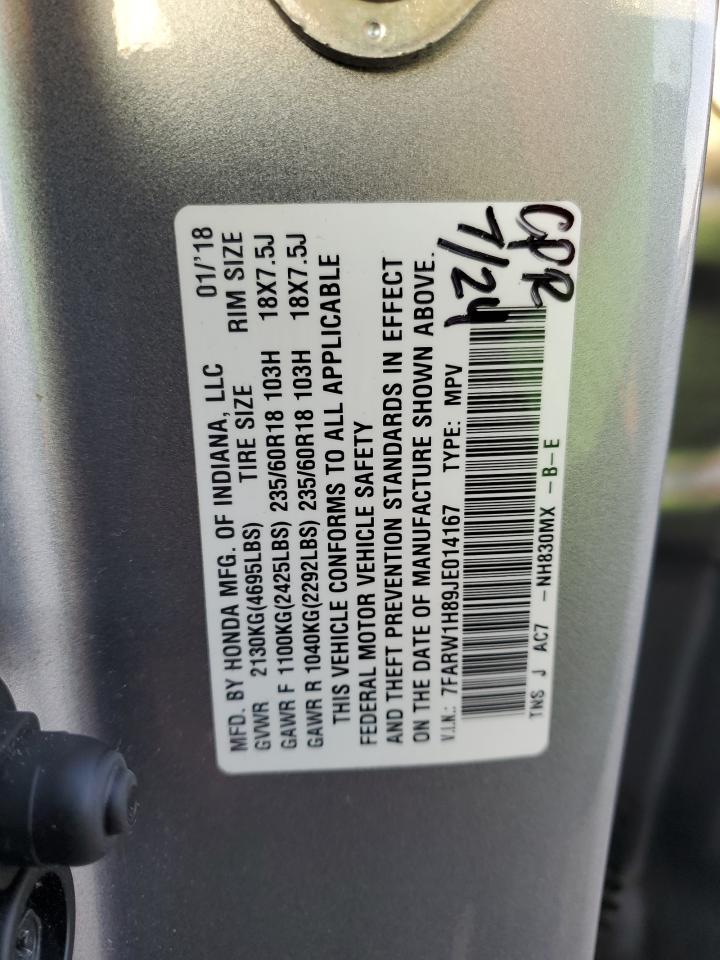 MFD. BY HONDA MFG. OF INDIANA, LLC 01/'18
GVWR 2130KG(4695LBS) TIRE SIZE RIM SIZE
GAWR F 1100KG(2425LBS) 235/60R18 103H 18X7.5J
GAWR R 1040KG(2292LBS) 235/60R18 103H 18X7.5J
THIS VEHICLE CONFORMS TO ALL APPLICABLE
FEDERAL MOTOR VEHICLE SAFETY
AND THEFT PREVENTION STANDARDS IN EFFECT
ON THE DATE OF MANUFACTURE SHOWN ABOVE.
V.I.N.: 7FARW1H89JE014167 TYPE: MPV
7/24
CPR
TNS J AC7 -NH830MX -B-E